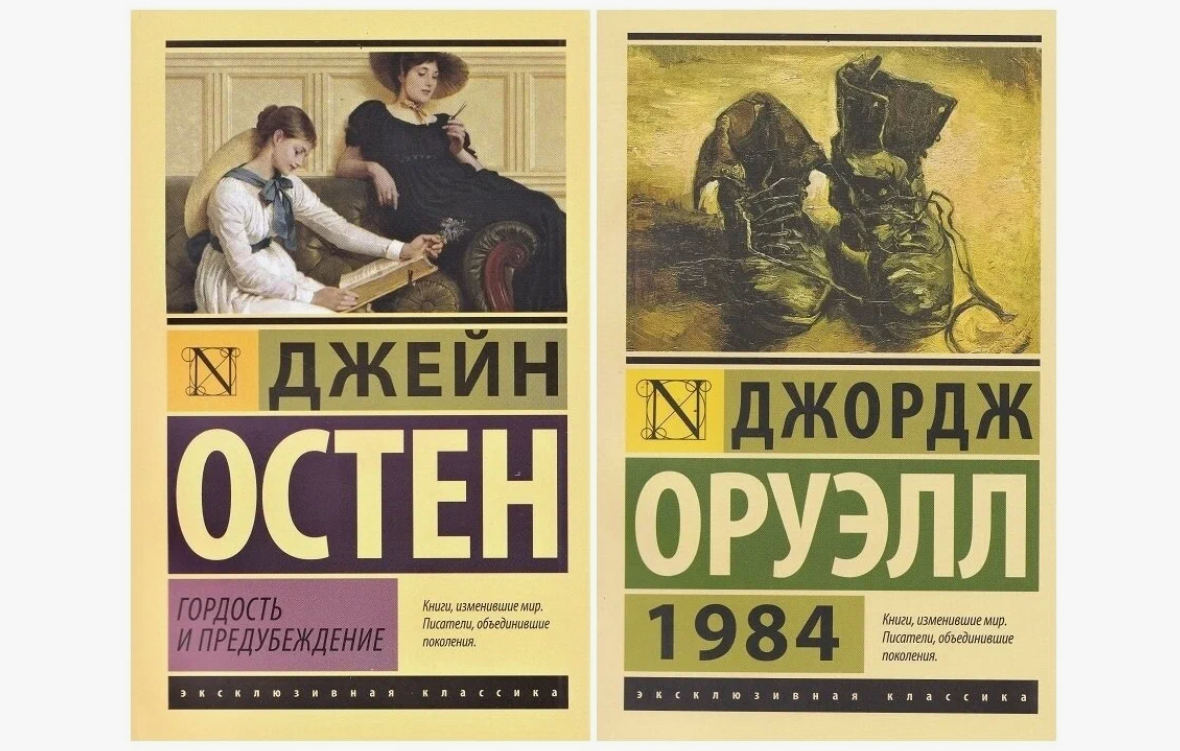 N ДЖЕЙН
ОСТЕН
ГОРДОСТЬ
И ПРЕДУБЕЖДЕНИЕ
Книги, изменившие мир.
Писатели, объединившие
поколения.
эксклюзивная классика
N ДЖОРДЖ
ОРУЭЛЛ
1984
Книги, изменившие мир.
Писатели, объединившие
поколения.
эксклюзивная классика